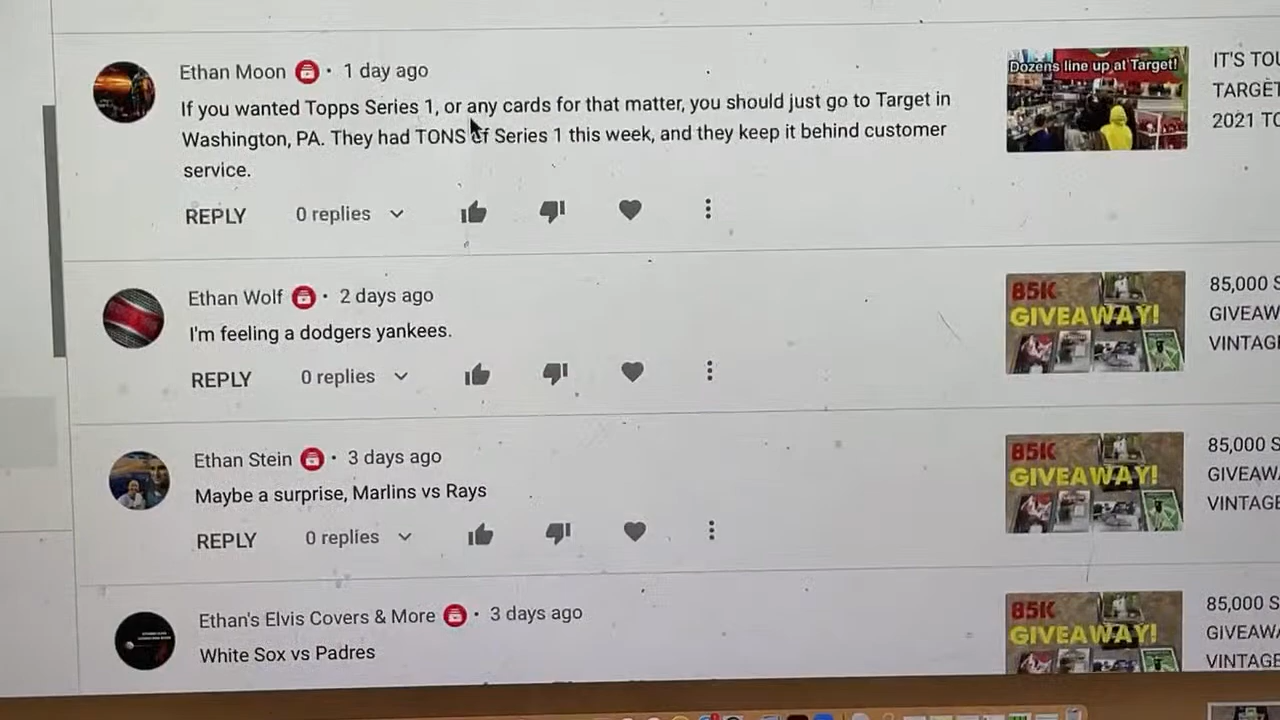 Ethan Moon · 1 day ago
If you wanted Topps Series 1, or any cards for that matter, you should just go to Target in
Washington, PA. They had TONS of Series 1 this week, and they keep it behind customer
service.
REPLY 0 replies
Dozens line up at Target!
IT'S TOU
TARGET
2021 TO
Ethan Wolf · 2 days ago
I'm feeling a dodgers yankees.
REPLY 0 replies
85K
GIVEAWAY!
85,000 S
GIVEAW
VINTAG
Ethan Stein · 3 days ago
Maybe a surprise, Marlins vs Rays
REPLY 0 replies
85K
GIVEAWAY!
85,000 S
GIVEAW
VINTAG
Ethan's Elvis Covers & More · 3 days ago
White Sox vs Padres
85K
GIVEAWAY!
85,000 S
GIVEAW
VINTAG